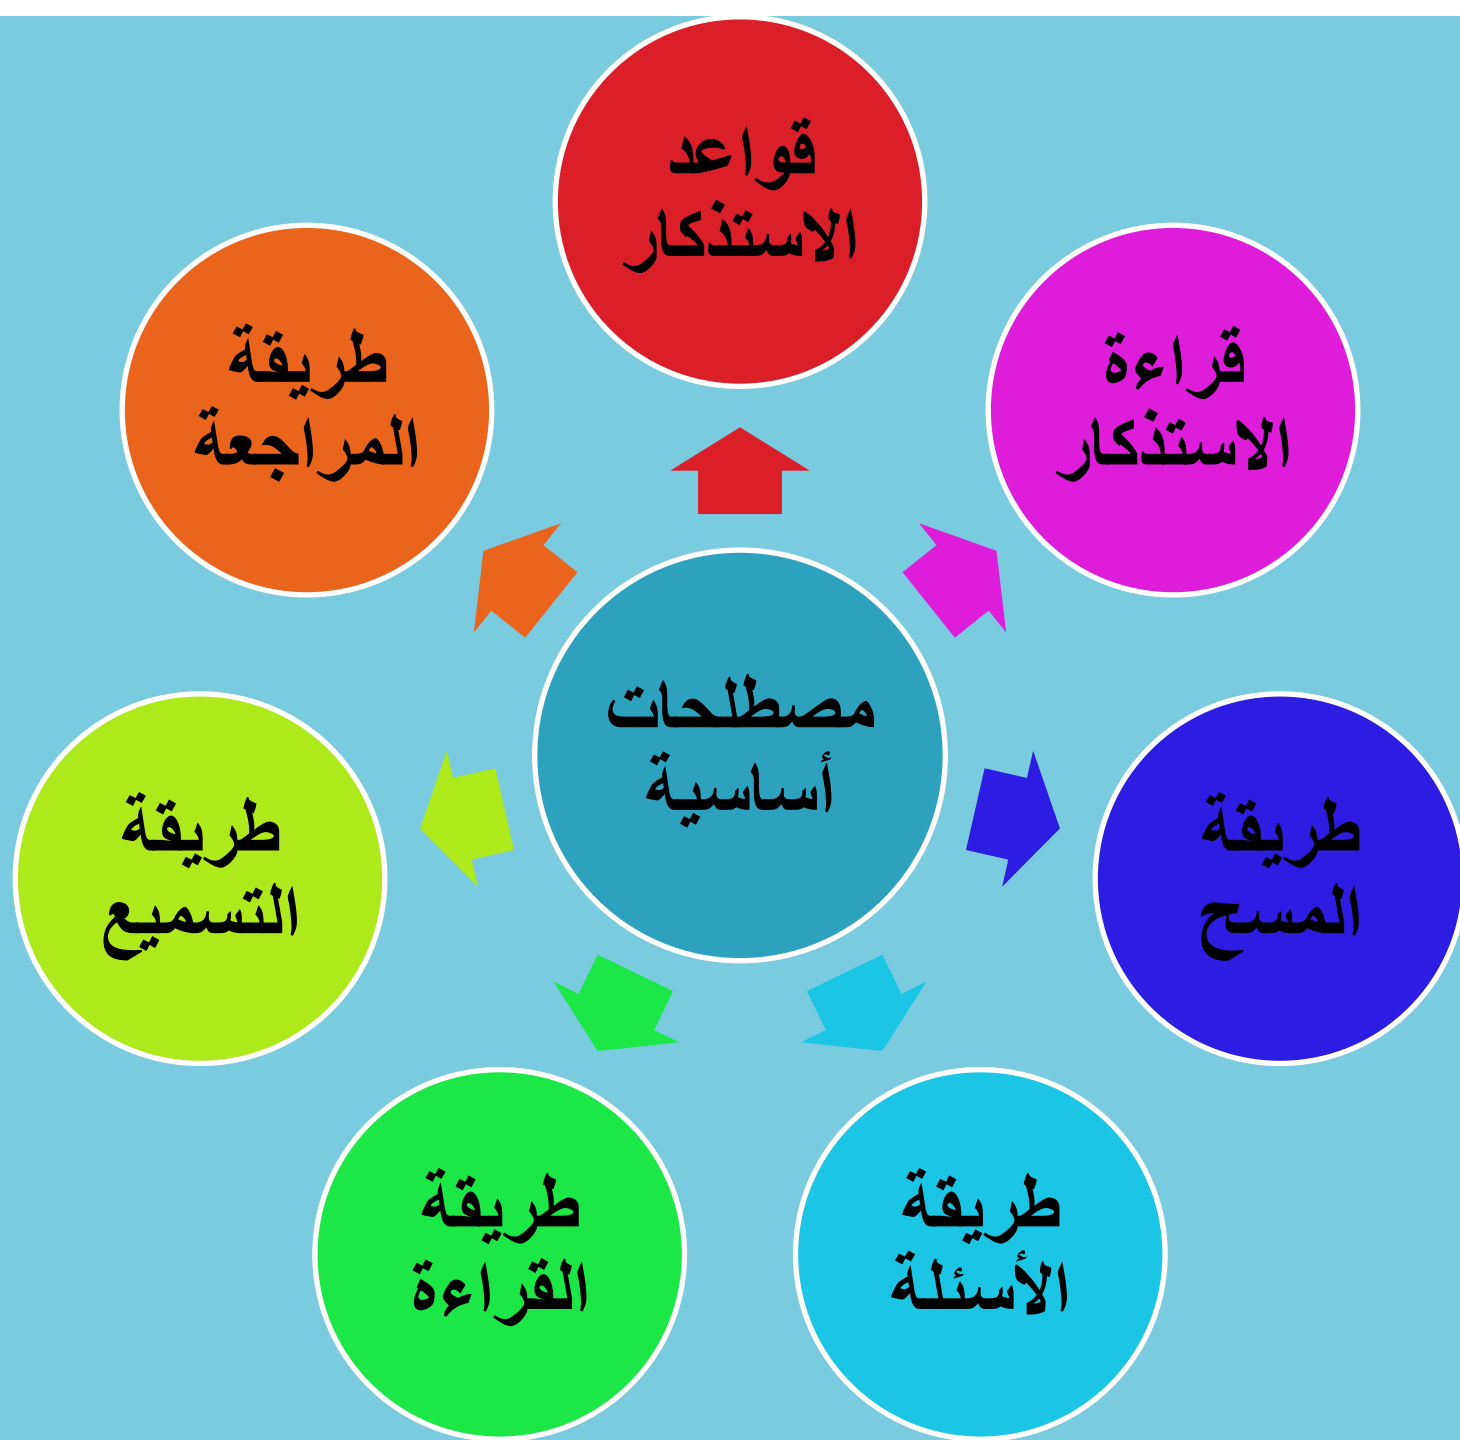 قواعد
الاستذكار
قراءة
الاستذكار
طريقة
المسح
طريقة
الأسئلة
طريقة
القراءة
طريقة
التسميع
طريقة
المراجعة
مصطلحات
أساسية